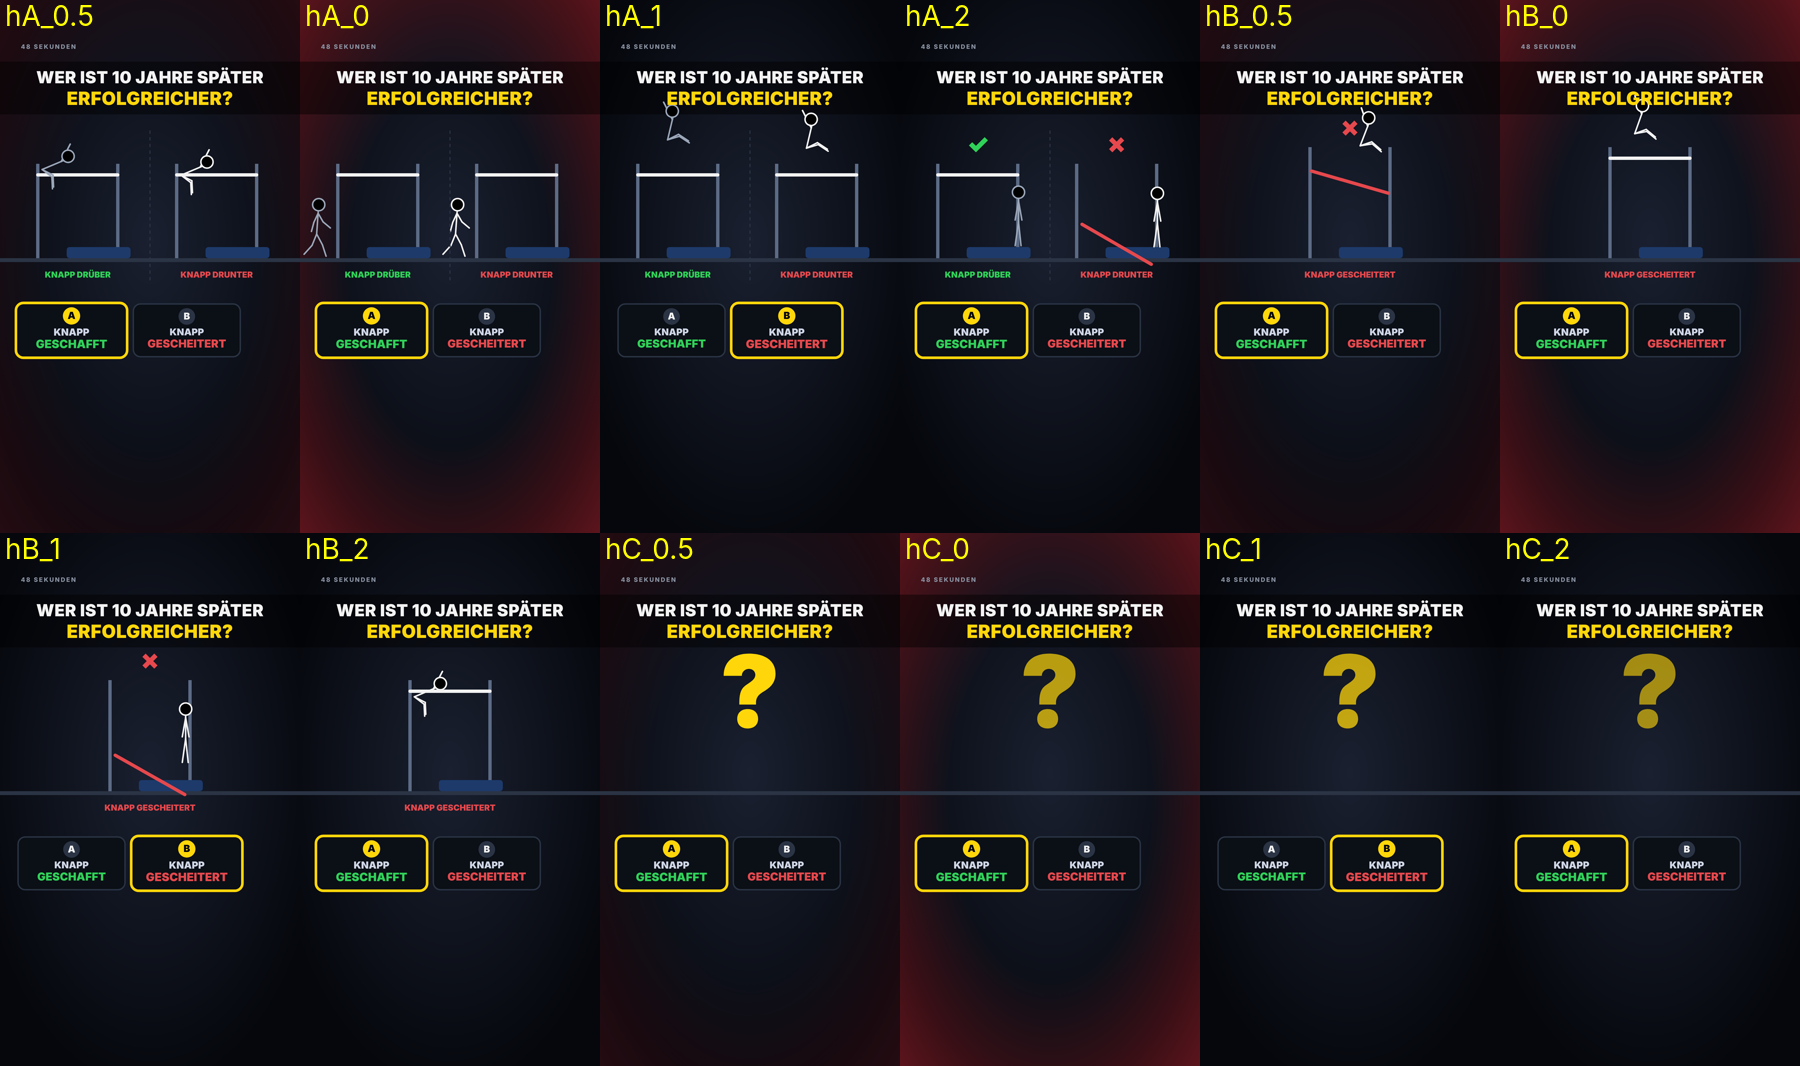 hA_0.5
48 SEKUNDEN
WER IST 10 JAHRE SPÄTER
ERFOLGREICHER?
KNAPP DRÜBER
KNAPP DRUNTER
A
KNAPP
GESCHAFFT
B
KNAPP
GESCHEITERT
hA_0
48 SEKUNDEN
WER IST 10 JAHRE SPÄTER
ERFOLGREICHER?
KNAPP DRÜBER
KNAPP DRUNTER
A
KNAPP
GESCHAFFT
B
KNAPP
GESCHEITERT
hA_1
48 SEKUNDEN
WER IST 10 JAHRE SPÄTER
ERFOLGREICHER?
KNAPP DRÜBER
KNAPP DRUNTER
A
KNAPP
GESCHAFFT
B
KNAPP
GESCHEITERT
hA_2
48 SEKUNDEN
WER IST 10 JAHRE SPÄTER
ERFOLGREICHER?
KNAPP DRÜBER
KNAPP DRUNTER
A
KNAPP
GESCHAFFT
B
KNAPP
GESCHEITERT
hB_0.5
48 SEKUNDEN
WER IST 10 JAHRE SPÄTER
ERFOLGREICHER?
KNAPP GESCHEITERT
A
KNAPP
GESCHAFFT
B
KNAPP
GESCHEITERT
hB_0
48 SEKUNDEN
WER IST 10 JAHRE SPÄTER
ERFOLGREICHER?
KNAPP GESCHEITERT
A
KNAPP
GESCHAFFT
B
KNAPP
GESCHEITERT
hB_1
48 SEKUNDEN
WER IST 10 JAHRE SPÄTER
ERFOLGREICHER?
KNAPP GESCHEITERT
A
KNAPP
GESCHAFFT
B
KNAPP
GESCHEITERT
hB_2
48 SEKUNDEN
WER IST 10 JAHRE SPÄTER
ERFOLGREICHER?
KNAPP GESCHEITERT
A
KNAPP
GESCHAFFT
B
KNAPP
GESCHEITERT
hC_0.5
48 SEKUNDEN
WER IST 10 JAHRE SPÄTER
ERFOLGREICHER?
?
A
KNAPP
GESCHAFFT
B
KNAPP
GESCHEITERT
hC_0
48 SEKUNDEN
WER IST 10 JAHRE SPÄTER
ERFOLGREICHER?
?
A
KNAPP
GESCHAFFT
B
KNAPP
GESCHEITERT
hC_1
48 SEKUNDEN
WER IST 10 JAHRE SPÄTER
ERFOLGREICHER?
?
A
KNAPP
GESCHAFFT
B
KNAPP
GESCHEITERT
hC_2
48 SEKUNDEN
WER IST 10 JAHRE SPÄTER
ERFOLGREICHER?
?
A
KNAPP
GESCHAFFT
B
KNAPP
GESCHEITERT